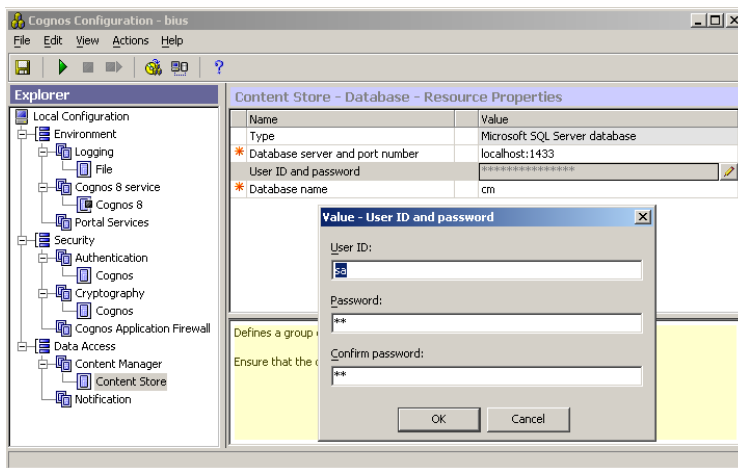 Cognos Configuration - bius
File Edit View Actions Help
Explorer
Local Configuration
Environment
Logging
File
Cognos 8 service
Cognos 8
Portal Services
Security
Authentication
Cognos
Cryptography
Cognos
Cognos Application Firewall
Data Access
Content Manager
Content Store
Notification
Content Store - Database - Resource Properties
Name Value
Type Microsoft SQL Server database
* Database server and port number localhost:1433
User ID and password ***************
* Database name cm
Value - User ID and password
User ID:
sa
Password:
**
Confirm password:
**
OK Cancel
Defines a group
Ensure that the